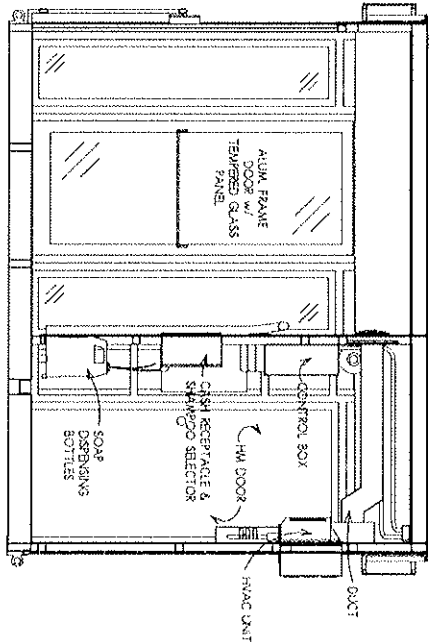 ALUM. FRAME
DOOR W/
TEMPERED GLASS
PANEL
DUCT
CONTROL BOX
HVAC UNIT
HM DOOR
CASH RECEPTACLE &
SHAMPOO SELECTOR
SOAP
DISPENSING
BOTTLES